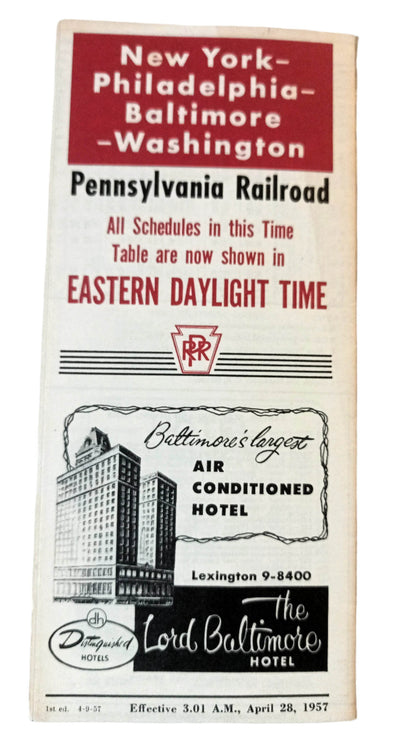 New York–
Philadelphia–
Baltimore
–Washington
Pennsylvania Railroad
All Schedules in this Time
Table are now shown in
EASTERN DAYLIGHT TIME
PRR
Baltimore's largest
AIR
CONDITIONED
HOTEL
Lexington 9-8400
dh
Distinguished
HOTELS
The
Lord Baltimore
HOTEL
1st ed. 4-9-57 Effective 3.01 A.M., April 28, 1957